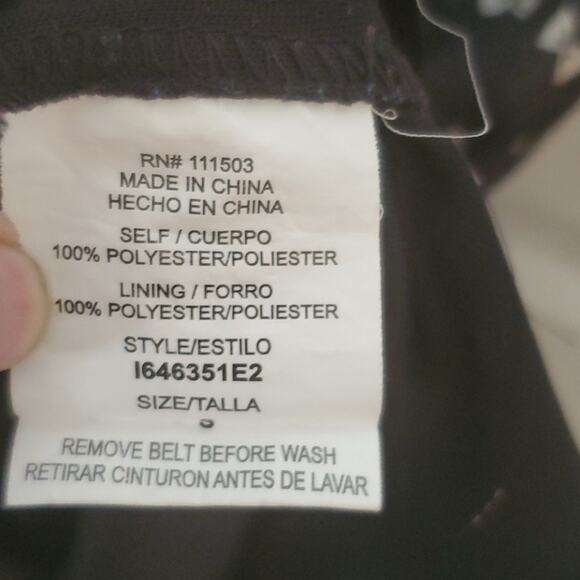 RN# 111503
MADE IN CHINA
HECHO EN CHINA
SELF / CUERPO
100% POLYESTER/POLIESTER
LINING / FORRO
100% POLYESTER/POLIESTER
STYLE/ESTILO
I646351E2
SIZE/TALLA
REMOVE BELT BEFORE WASH
RETIRAR CINTURON ANTES DE LAVAR